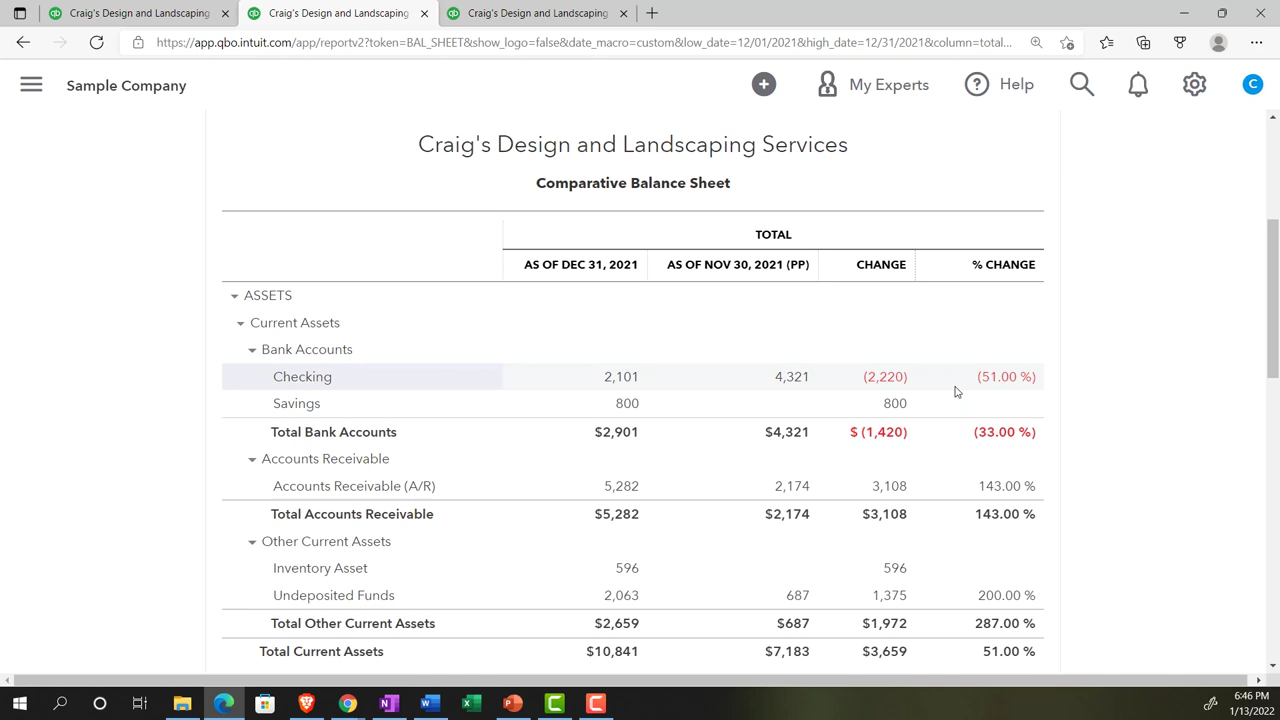 Craig's Design and Landscaping
Craig's Design and Landscaping
Craig's Design and Landscaping
https://app.qbo.intuit.com/app/reportv2?token=BAL_SHEET&show_logo=false&date_macro=custom&low_date=12/01/2021&high_date=12/31/2021&column=total...
Sample Company
My Experts
Help
C
Craig's Design and Landscaping Services
Comparative Balance Sheet
TOTAL
AS OF DEC 31, 2021 AS OF NOV 30, 2021 (PP) CHANGE % CHANGE
ASSETS
Current Assets
Bank Accounts
Checking 2,101 4,321 (2,220) (51.00 %)
Savings 800 800
Total Bank Accounts $2,901 $4,321 $ (1,420) (33.00 %)
Accounts Receivable
Accounts Receivable (A/R) 5,282 2,174 3,108 143.00 %
Total Accounts Receivable $5,282 $2,174 $3,108 143.00 %
Other Current Assets
Inventory Asset 596 596
Undeposited Funds 2,063 687 1,375 200.00 %
Total Other Current Assets $2,659 $687 $1,972 287.00 %
Total Current Assets $10,841 $7,183 $3,659 51.00 %
6:46 PM
1/13/2022